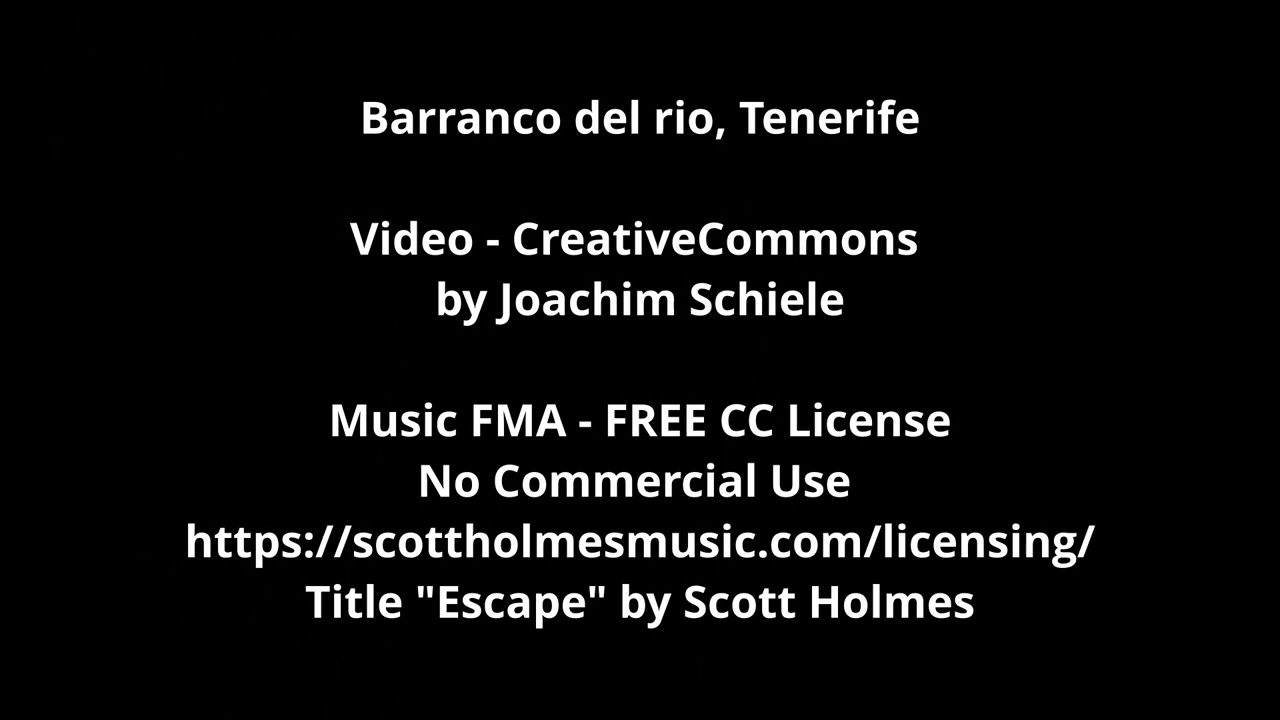 Barranco del rio, Tenerife
Video - CreativeCommons
by Joachim Schiele
Music FMA - FREE CC License
No Commercial Use
https://scottholmesmusic.com/licensing/
Title "Escape" by Scott Holmes